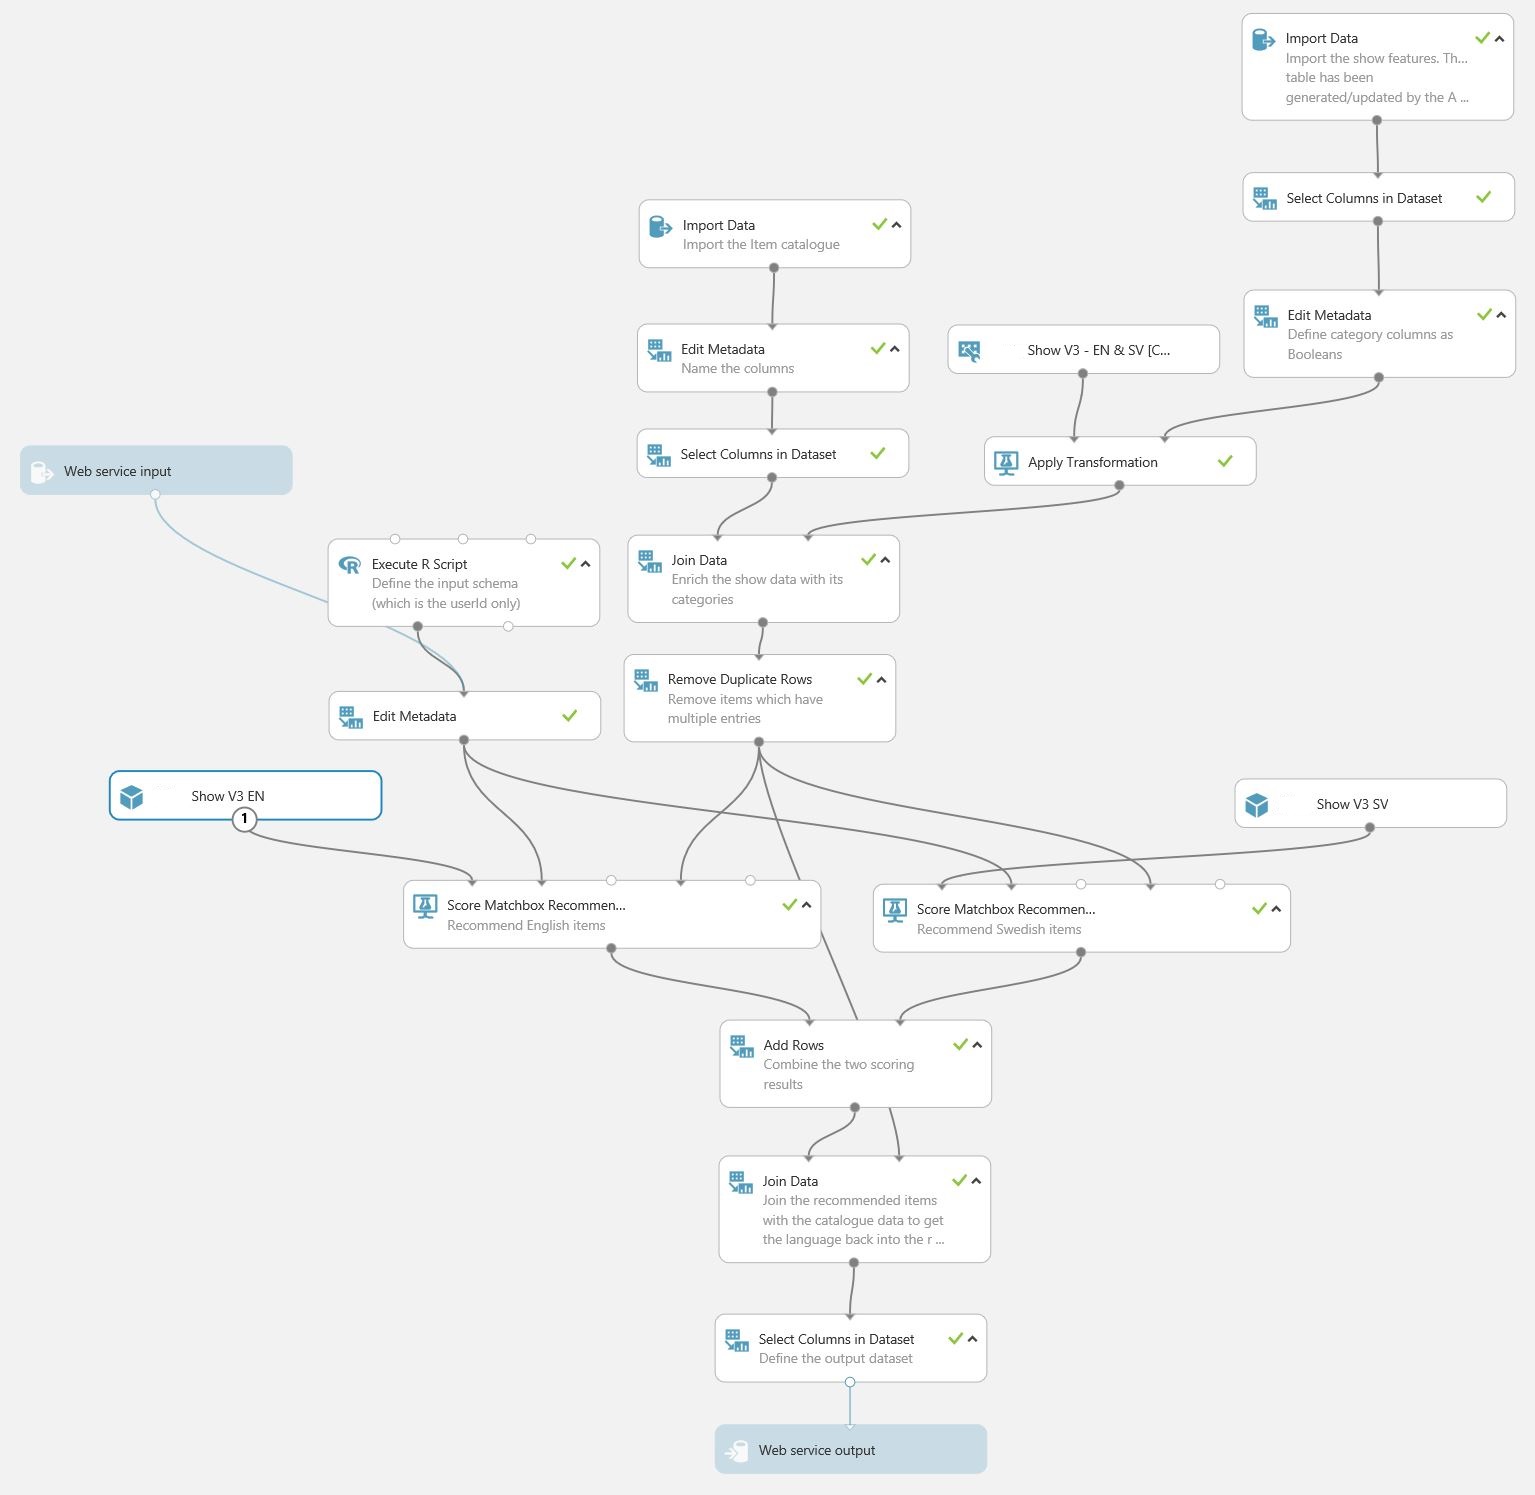 Import Data
Import the show features. Th...
table has been
generated/updated by the A ...
Select Columns in Dataset
Import Data
Import the Item catalogue
Edit Metadata
Define category columns as
Booleans
Edit Metadata
Name the columns
Show V3 - EN & SV [C...
Select Columns in Dataset
Apply Transformation
Web service input
Execute R Script
Define the input schema
(which is the userId only)
Join Data
Enrich the show data with its
categories
Remove Duplicate Rows
Remove items which have
multiple entries
Edit Metadata
Show V3 EN
1
Show V3 SV
Score Matchbox Recommen...
Recommend English items
Score Matchbox Recommen...
Recommend Swedish items
Add Rows
Combine the two scoring
results
Join Data
Join the recommended items
with the catalogue data to get
the language back into the r ...
Select Columns in Dataset
Define the output dataset
Web service output